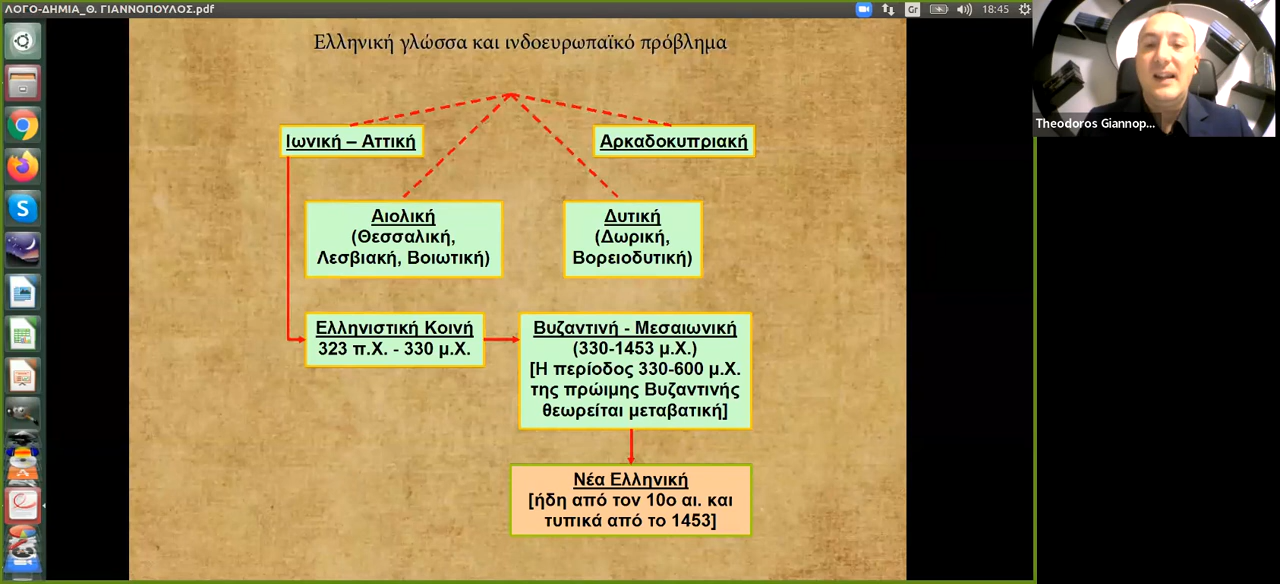 ΛΟΓΟ-ΔΗΜΙΑ_Θ. ΓΙΑΝΝΟΠΟΥΛΟΣ.pdf
Gr
18:45
Ελληνική γλώσσα και ινδοευρωπαϊκό πρόβλημα
Ιωνική – Αττική
Αρκαδοκυπριακή
Αιολική
(Θεσσαλική,
Λεσβιακή, Βοιωτική)
Δυτική
(Δωρική,
Βορειοδυτική)
Ελληνιστική Κοινή
323 π.Χ. - 330 μ.Χ.
Βυζαντινή - Μεσαιωνική
(330-1453 μ.Χ.)
[Η περίοδος 330-600 μ.Χ.
της πρώιμης Βυζαντινής
θεωρείται μεταβατική]
Νέα Ελληνική
[ήδη από τον 10ο αι. και
τυπικά από το 1453]
Theodoros Giannop...